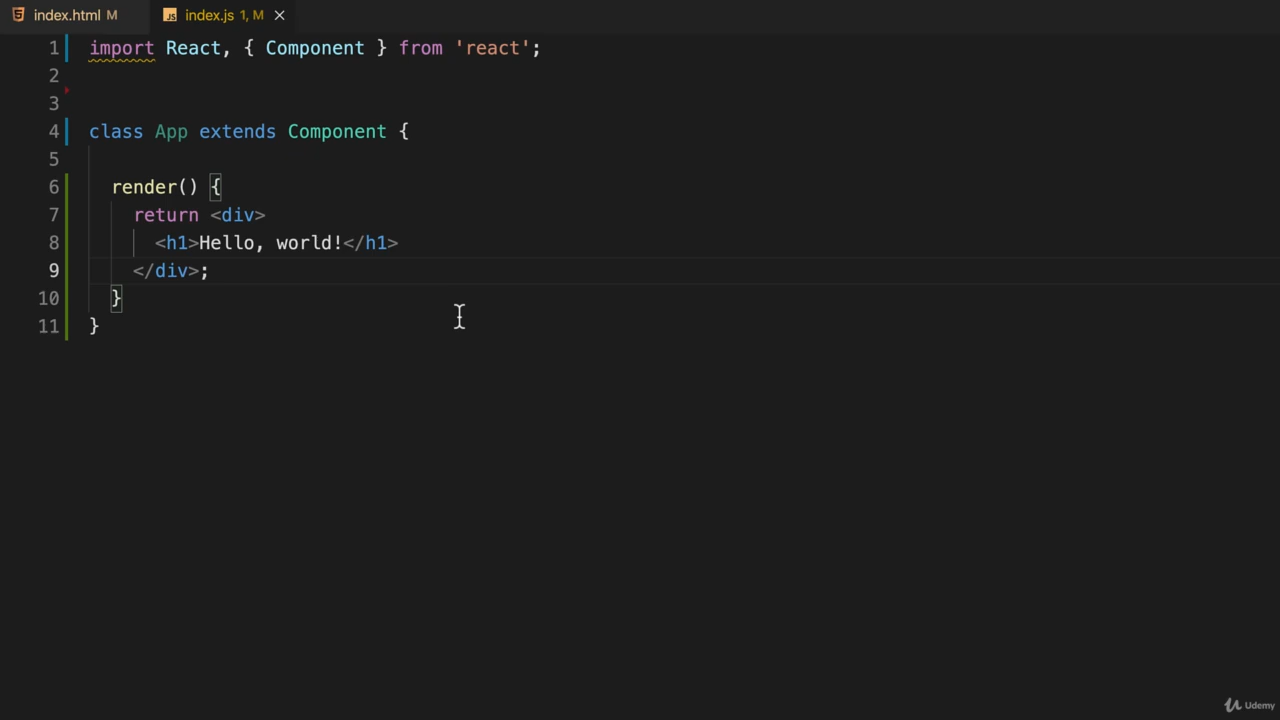 index.html M
JS index.js 1, M
1 import React, { Component } from 'react';
2
3
4 class App extends Component {
5
6   render() {
7     return <div>
8       <h1>Hello, world!</h1>
9     </div>;
10   }
11 }
Udemy